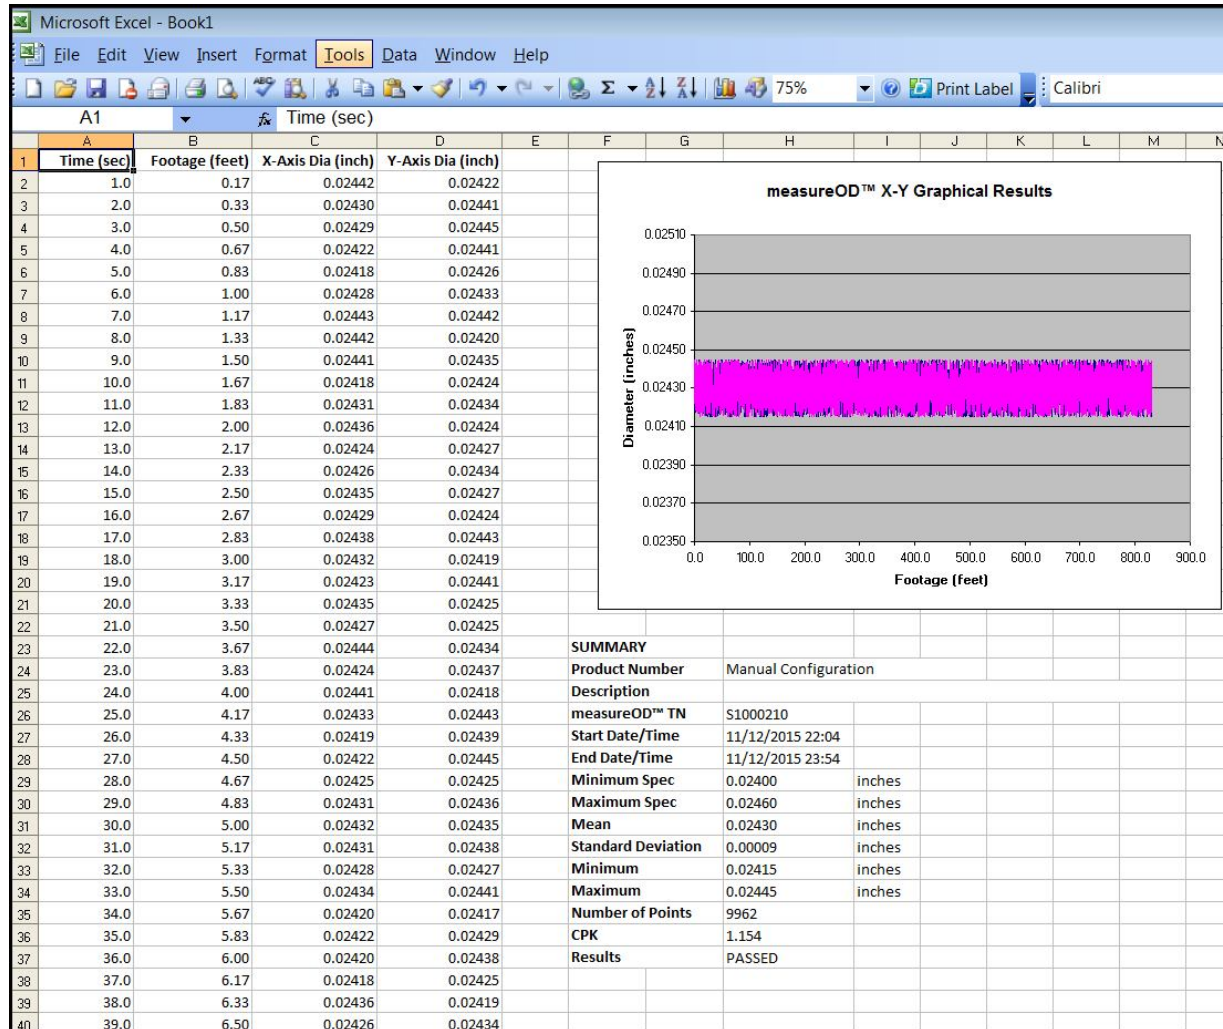 Microsoft Excel - Book1
File Edit View Insert Format Tools Data Window Help
75% Print Label Calibri
A1 fx Time (sec)
A B C D E F G H I J K L M N
1 Time (sec) Footage (feet) X-Axis Dia (inch) Y-Axis Dia (inch)
2 1.0 0.17 0.02442 0.02422
3 2.0 0.33 0.02430 0.02441
4 3.0 0.50 0.02429 0.02445
5 4.0 0.67 0.02422 0.02441
6 5.0 0.83 0.02418 0.02426
7 6.0 1.00 0.02428 0.02433
8 7.0 1.17 0.02443 0.02442
9 8.0 1.33 0.02442 0.02420
10 9.0 1.50 0.02441 0.02435
11 10.0 1.67 0.02418 0.02424
12 11.0 1.83 0.02431 0.02434
13 12.0 2.00 0.02436 0.02424
14 13.0 2.17 0.02424 0.02427
15 14.0 2.33 0.02426 0.02434
16 15.0 2.50 0.02435 0.02427
17 16.0 2.67 0.02429 0.02424
18 17.0 2.83 0.02438 0.02443
19 18.0 3.00 0.02432 0.02419
20 19.0 3.17 0.02423 0.02441
21 20.0 3.33 0.02435 0.02425
22 21.0 3.50 0.02427 0.02425
23 22.0 3.67 0.02444 0.02434
24 23.0 3.83 0.02424 0.02437
25 24.0 4.00 0.02441 0.02418
26 25.0 4.17 0.02433 0.02443
27 26.0 4.33 0.02419 0.02439
28 27.0 4.50 0.02422 0.02445
29 28.0 4.67 0.02425 0.02425
30 29.0 4.83 0.02431 0.02436
31 30.0 5.00 0.02432 0.02435
32 31.0 5.17 0.02431 0.02438
33 32.0 5.33 0.02428 0.02427
34 33.0 5.50 0.02434 0.02441
35 34.0 5.67 0.02420 0.02417
36 35.0 5.83 0.02422 0.02429
37 36.0 6.00 0.02420 0.02438
38 37.0 6.17 0.02418 0.02425
39 38.0 6.33 0.02436 0.02419
40 39.0 6.50 0.02426 0.02434
measureOD™ X-Y Graphical Results
Diameter (inches)
0.02510
0.02490
0.02470
0.02450
0.02430
0.02410
0.02390
0.02370
0.02350
0.0 100.0 200.0 300.0 400.0 500.0 600.0 700.0 800.0 900.0
Footage (feet)
SUMMARY
Product Number Manual Configuration
Description
measureOD™ TN S1000210
Start Date/Time 11/12/2015 22:04
End Date/Time 11/12/2015 23:54
Minimum Spec 0.02400 inches
Maximum Spec 0.02460 inches
Mean 0.02430 inches
Standard Deviation 0.00009 inches
Minimum 0.02415 inches
Maximum 0.02445 inches
Number of Points 9962
CPK 1.154
Results PASSED